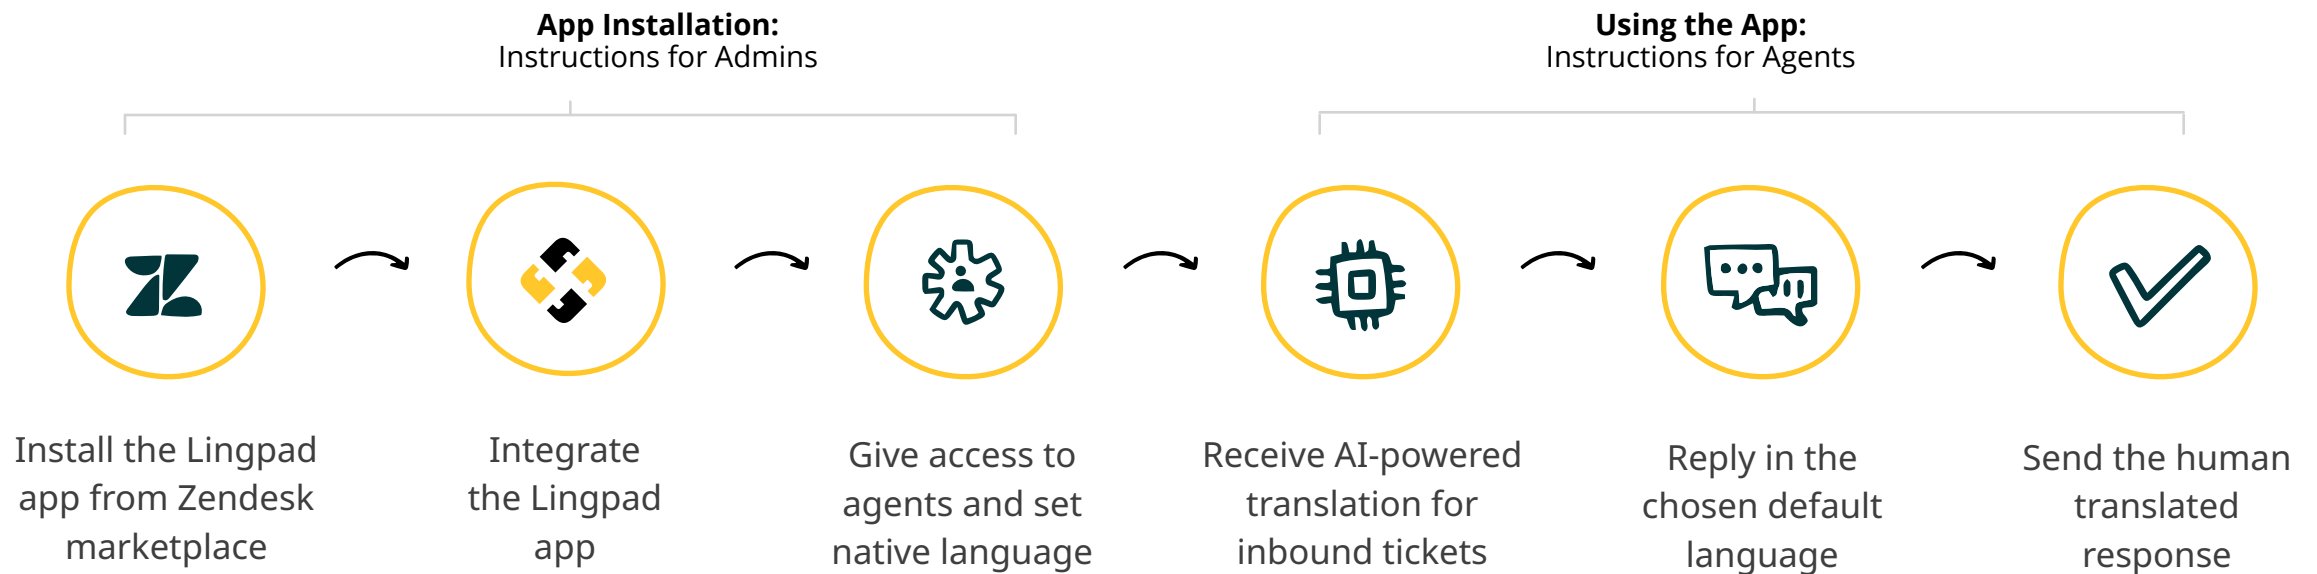 App Installation:
Instructions for Admins
Using the App:
Instructions for Agents
Install the Lingpad
app from Zendesk
marketplace
Integrate
the Lingpad
app
Give access to
agents and set
native language
Receive AI-powered
translation for
inbound tickets
Reply in the
chosen default
language
Send the human
translated
response